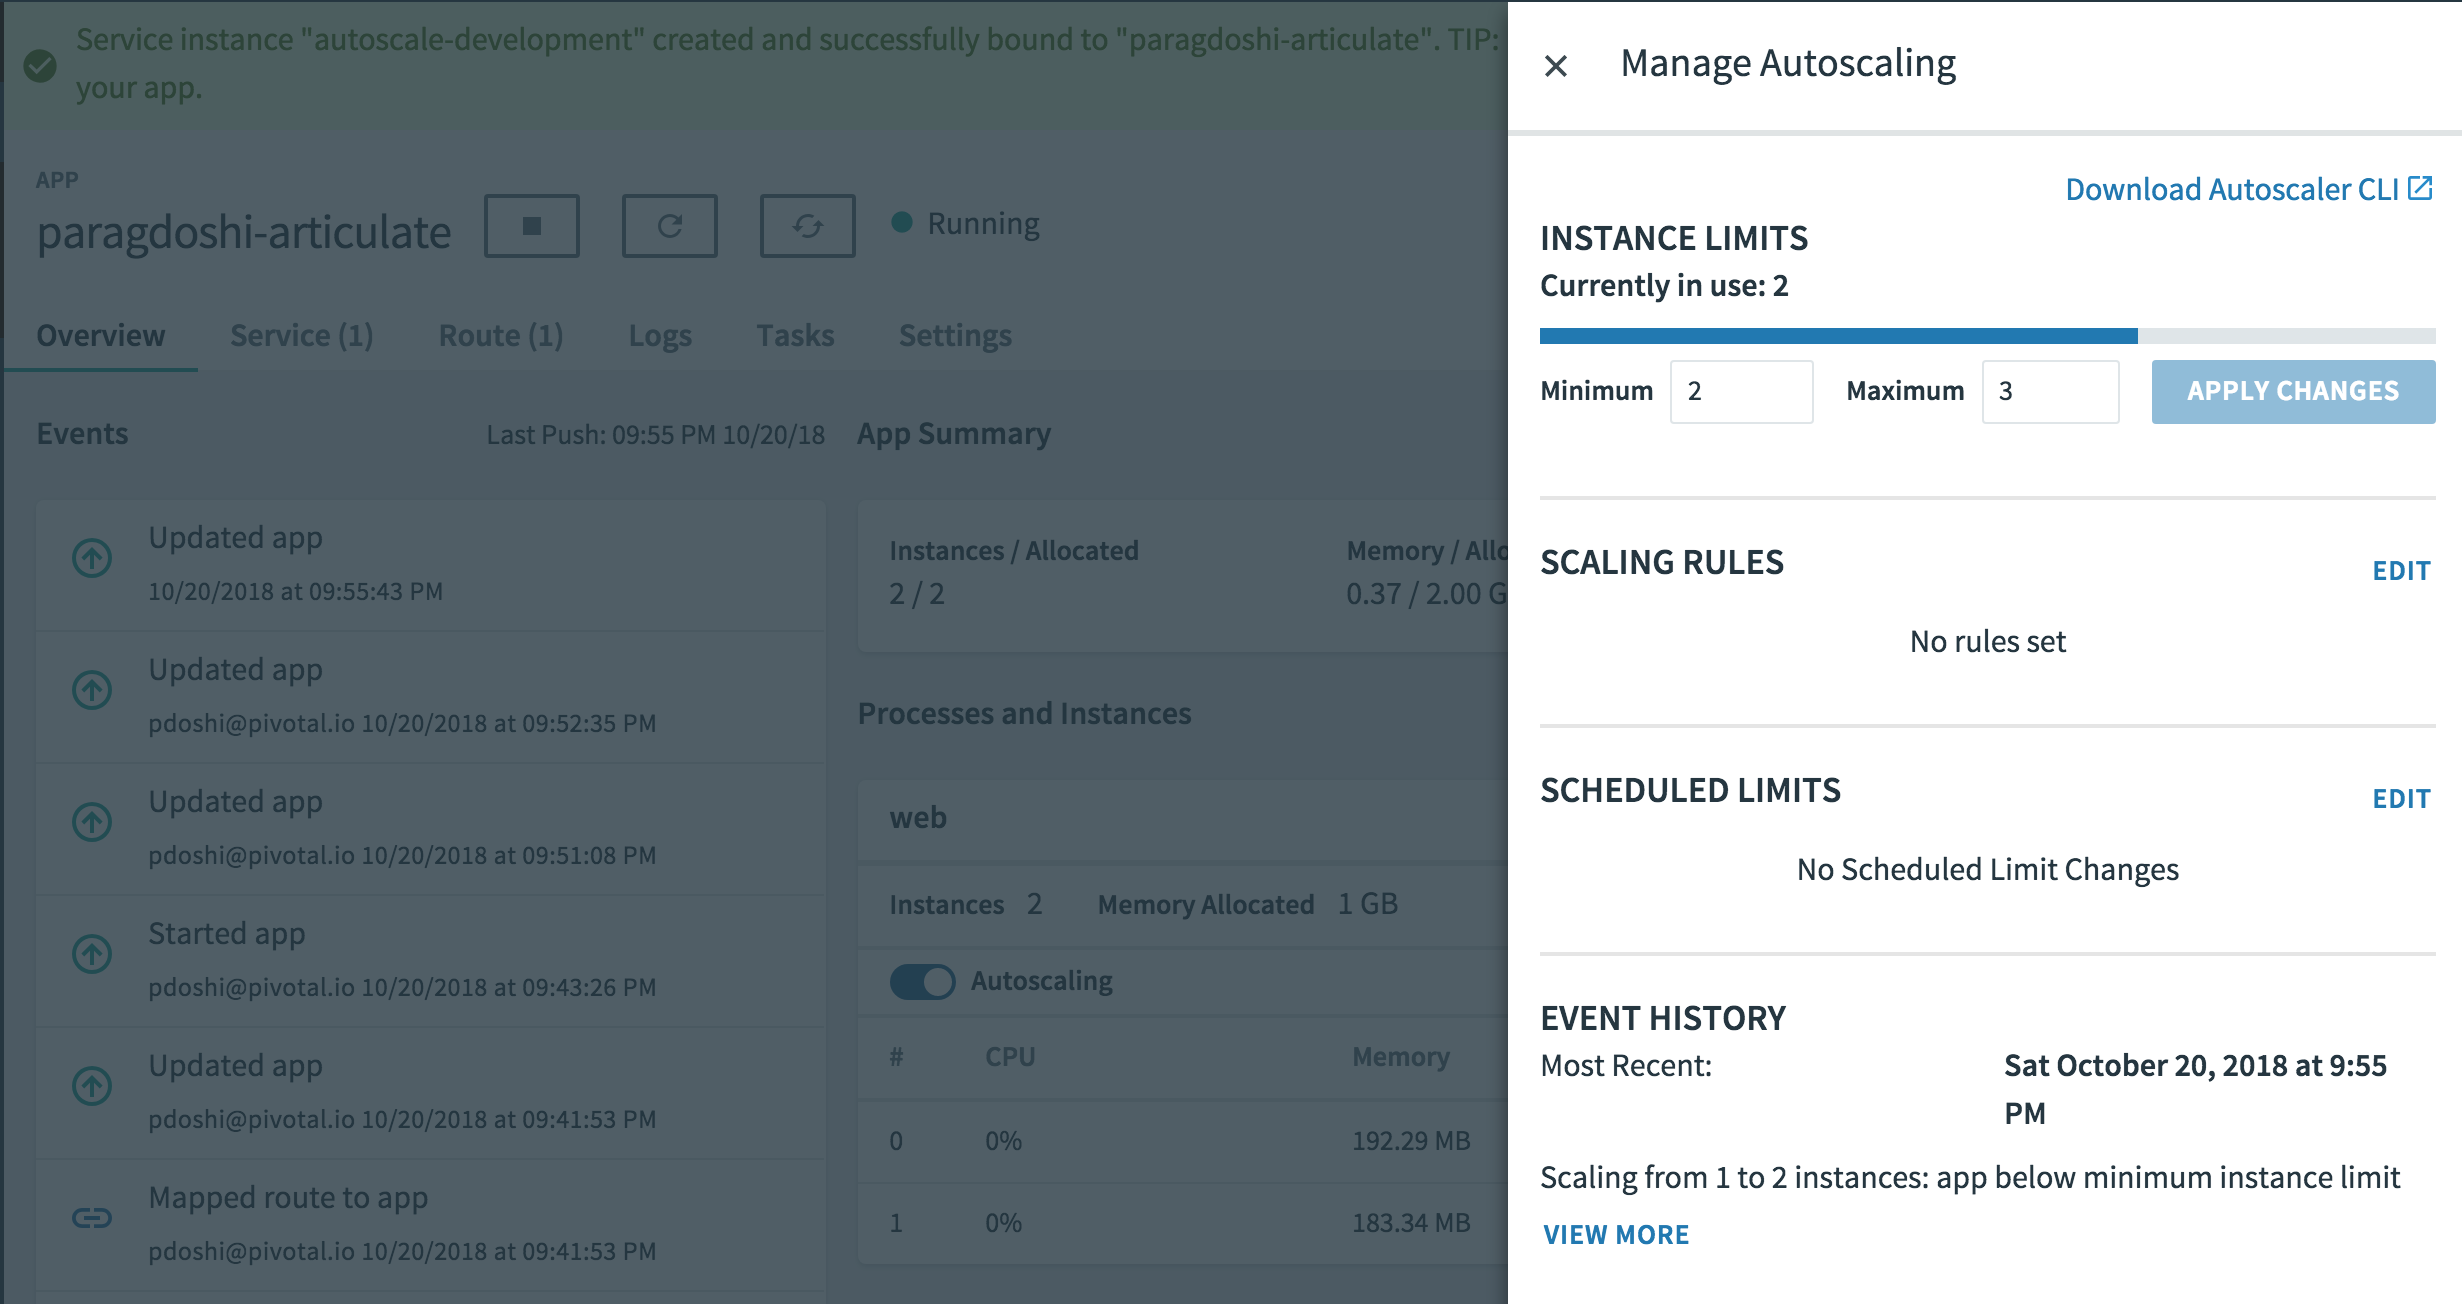 Service instance "autoscale-development" created and successfully bound to "paragdoshi-articulate". TIP:
your app.
APP
paragdoshi-articulate
Running
Overview Service (1) Route (1) Logs Tasks Settings
Events
Last Push: 09:55 PM 10/20/18
Updated app
10/20/2018 at 09:55:43 PM
Updated app
pdoshi@pivotal.io 10/20/2018 at 09:52:35 PM
Updated app
pdoshi@pivotal.io 10/20/2018 at 09:51:08 PM
Started app
pdoshi@pivotal.io 10/20/2018 at 09:43:26 PM
Updated app
pdoshi@pivotal.io 10/20/2018 at 09:41:53 PM
Mapped route to app
pdoshi@pivotal.io 10/20/2018 at 09:41:53 PM
App Summary
Instances / Allocated
2 / 2
Memory / Allo
0.37 / 2.00 G
Processes and Instances
web
Instances 2 Memory Allocated 1 GB
Autoscaling
# CPU Memory
0 0% 192.29 MB
1 0% 183.34 MB
Manage Autoscaling
Download Autoscaler CLI
INSTANCE LIMITS
Currently in use: 2
Minimum 2 Maximum 3 APPLY CHANGES
SCALING RULES
EDIT
No rules set
SCHEDULED LIMITS
EDIT
No Scheduled Limit Changes
EVENT HISTORY
Most Recent: Sat October 20, 2018 at 9:55
PM
Scaling from 1 to 2 instances: app below minimum instance limit
VIEW MORE